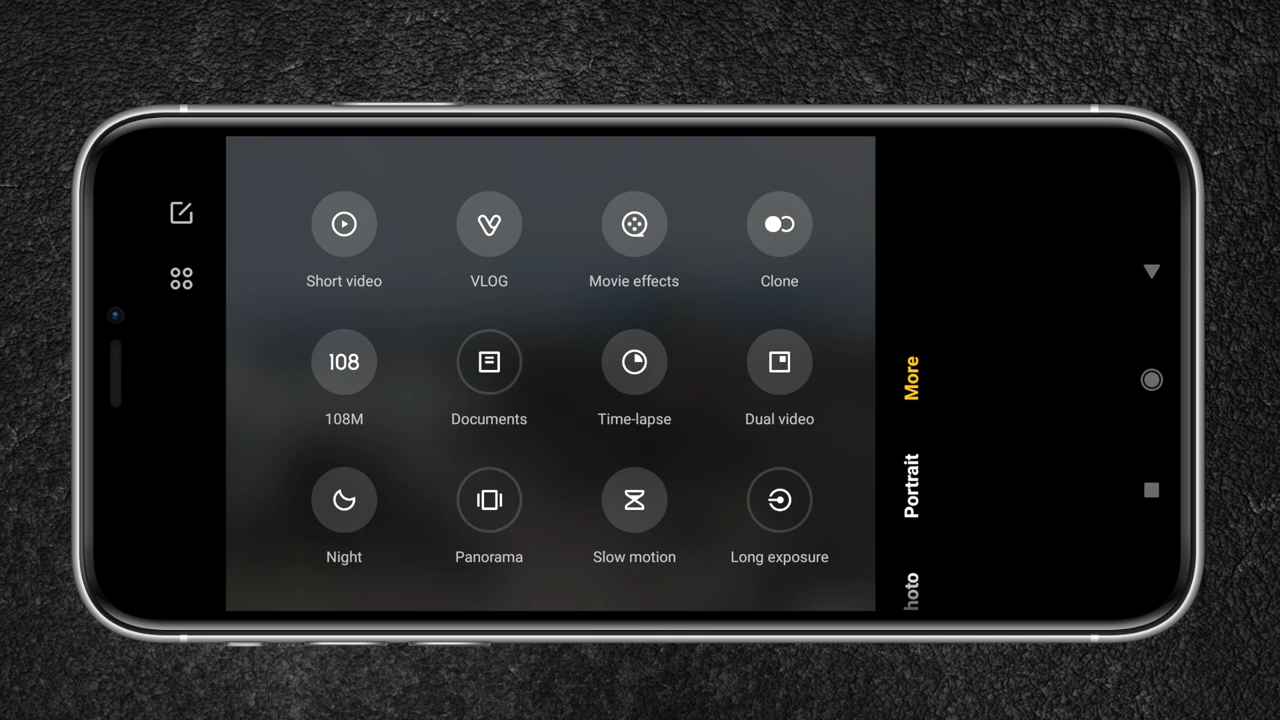 Short video VLOG Movie effects Clone
108
108M Documents Time-lapse Dual video
Night Panorama Slow motion Long exposure
More
Portrait
hoto